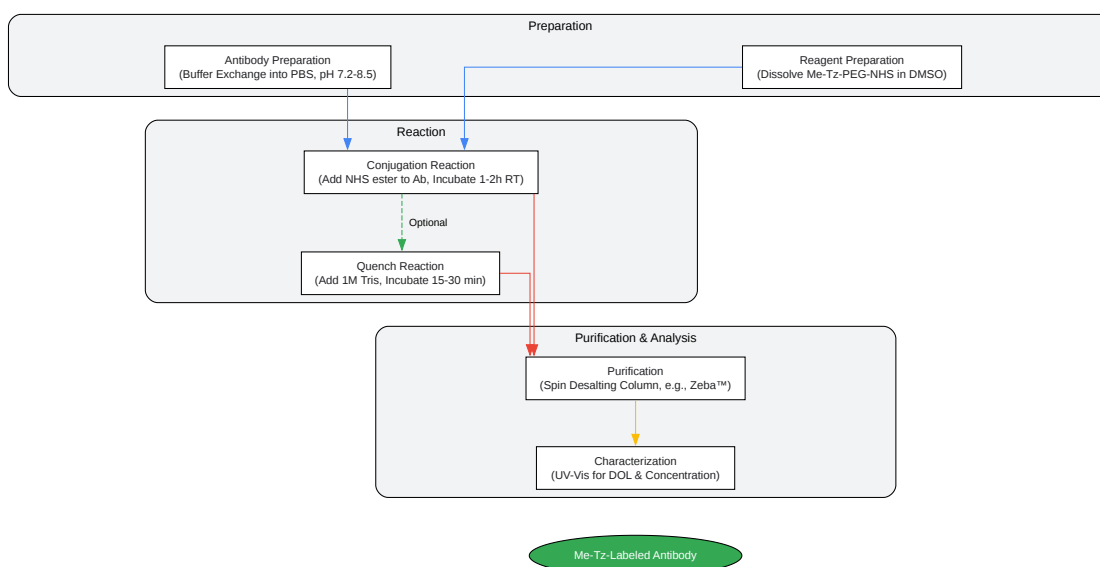 Preparation
Antibody Preparation
(Buffer Exchange into PBS, pH 7.2-8.5)
Reagent Preparation
(Dissolve Me-Tz-PEG-NHS in DMSO)
Reaction
Conjugation Reaction
(Add NHS ester to Ab, Incubate 1-2h RT)
Optional
Quench Reaction
(Add 1M Tris, Incubate 15-30 min)
Purification & Analysis
Purification
(Spin Desalting Column, e.g., Zeba™)
Characterization
(UV-Vis for DOL & Concentration)
Me-Tz-Labeled Antibody